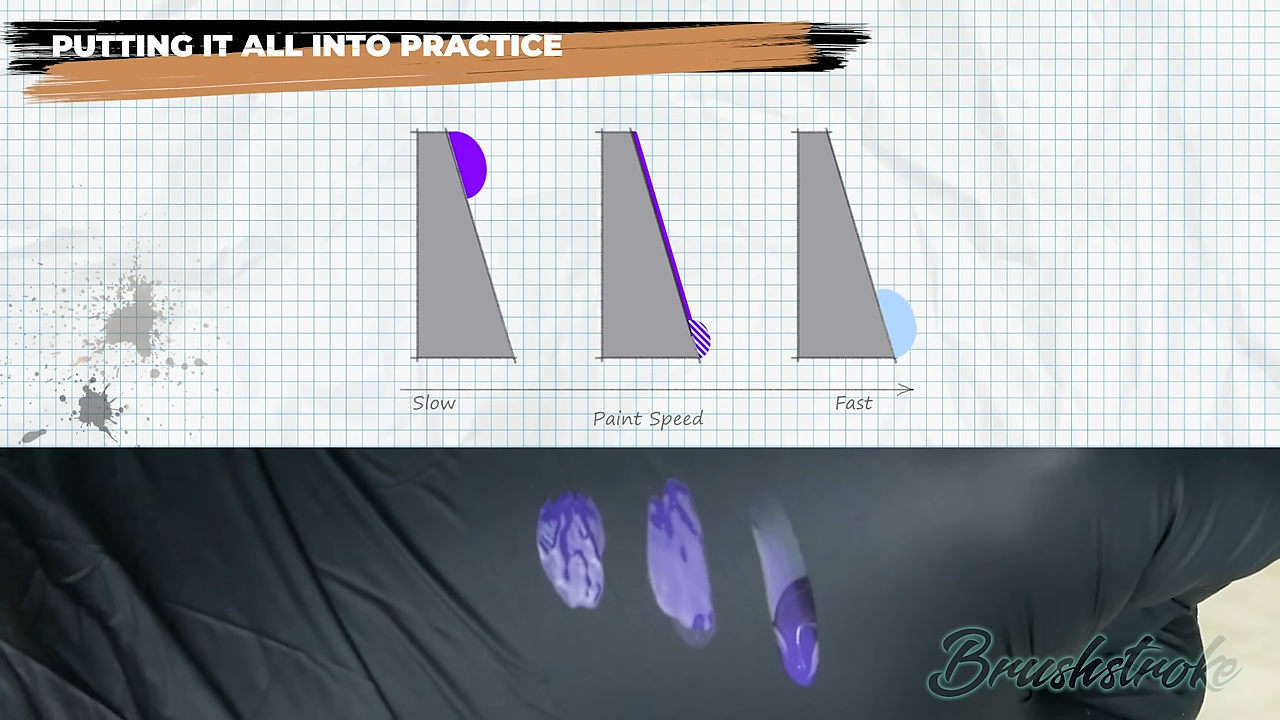 PUTTING IT ALL INTO PRACTICE
Slow
Fast
Paint Speed
Brushstroke